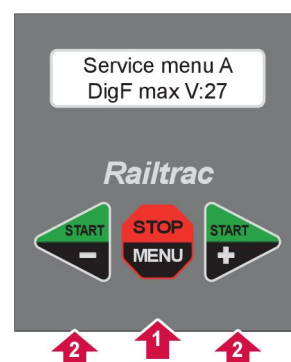 Service menu A
DigF max V:27
Railtrac
START STOP START
- MENU +
2 1 2